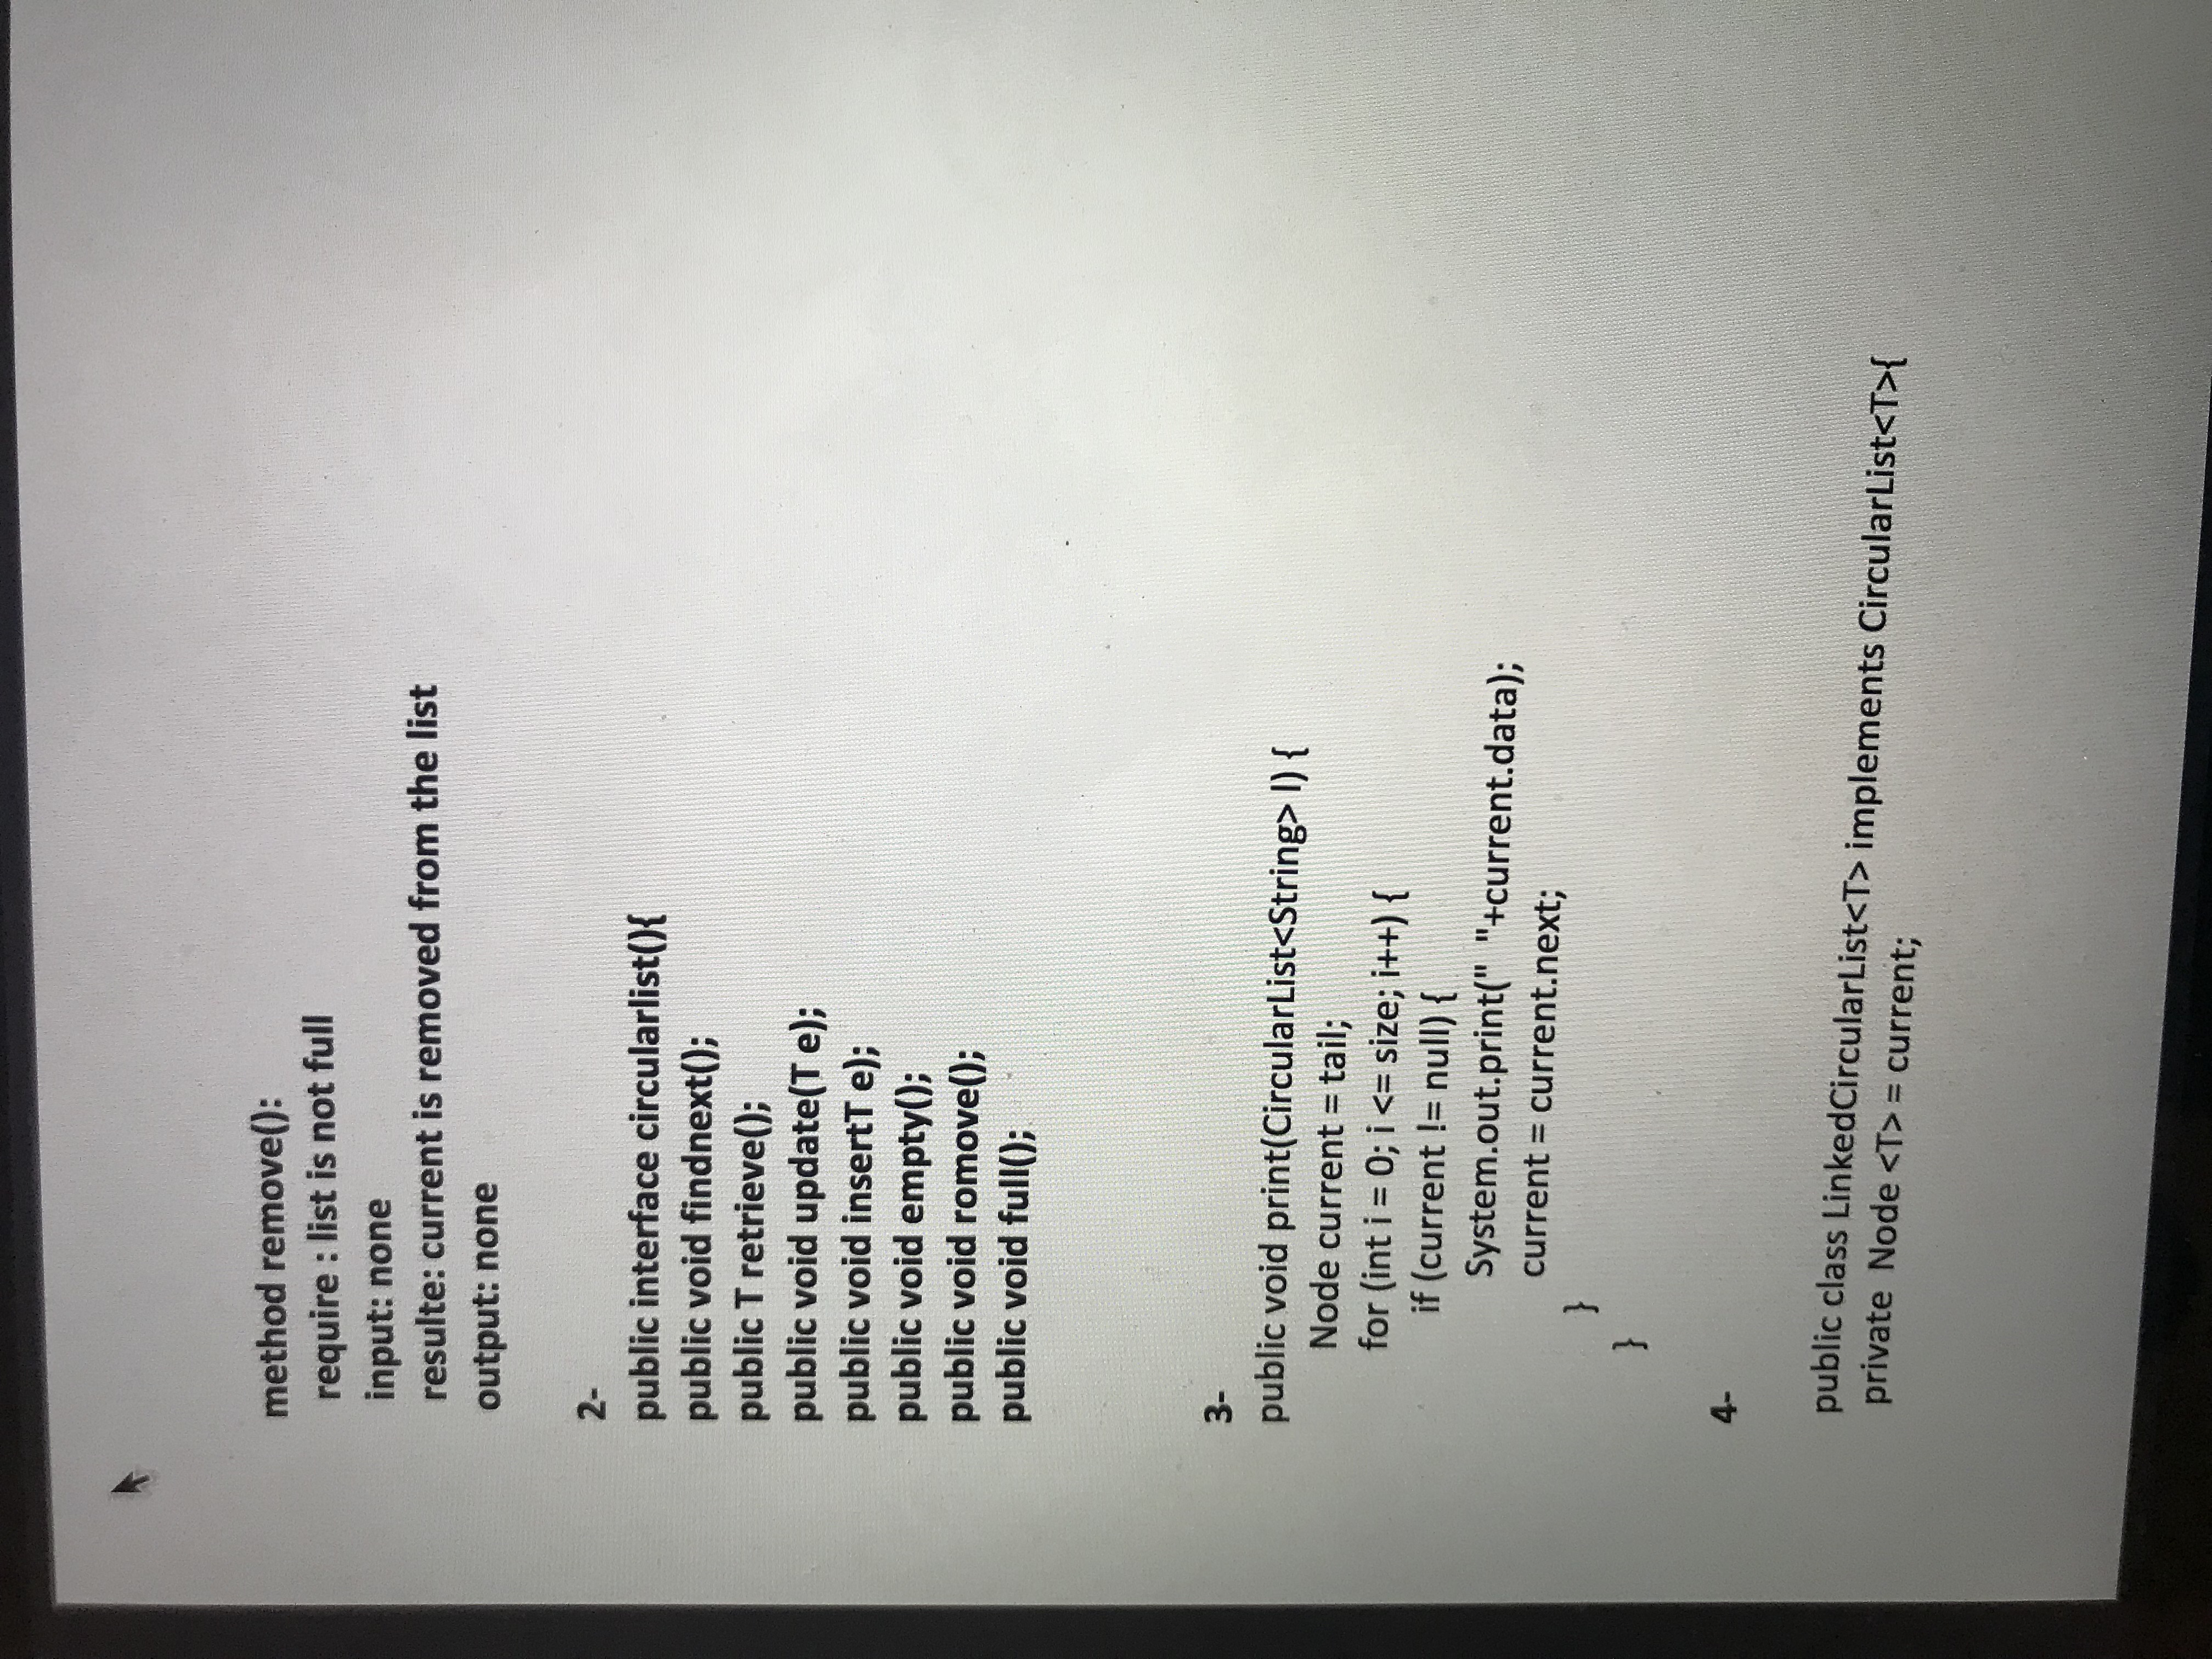 method remove():
require : list is not full
input: none
resulte: current is removed from the list
output: none
2-
public interface circularlist(){
public void findnext();
public T retrieve();
public void update(T e);
public void insertT e);
public void empty();
public void romove();
public void full();
3-
public void print(CircularList<String> l) {
Node current = tail;
for (int i = 0; i <= size; i++) {
if (current != null) {
System.out.print("  "+current.data);
current = current.next;
}
}
4-
public class LinkedCircularList<T> implements CircularList<T>{
private  Node <T> = current;